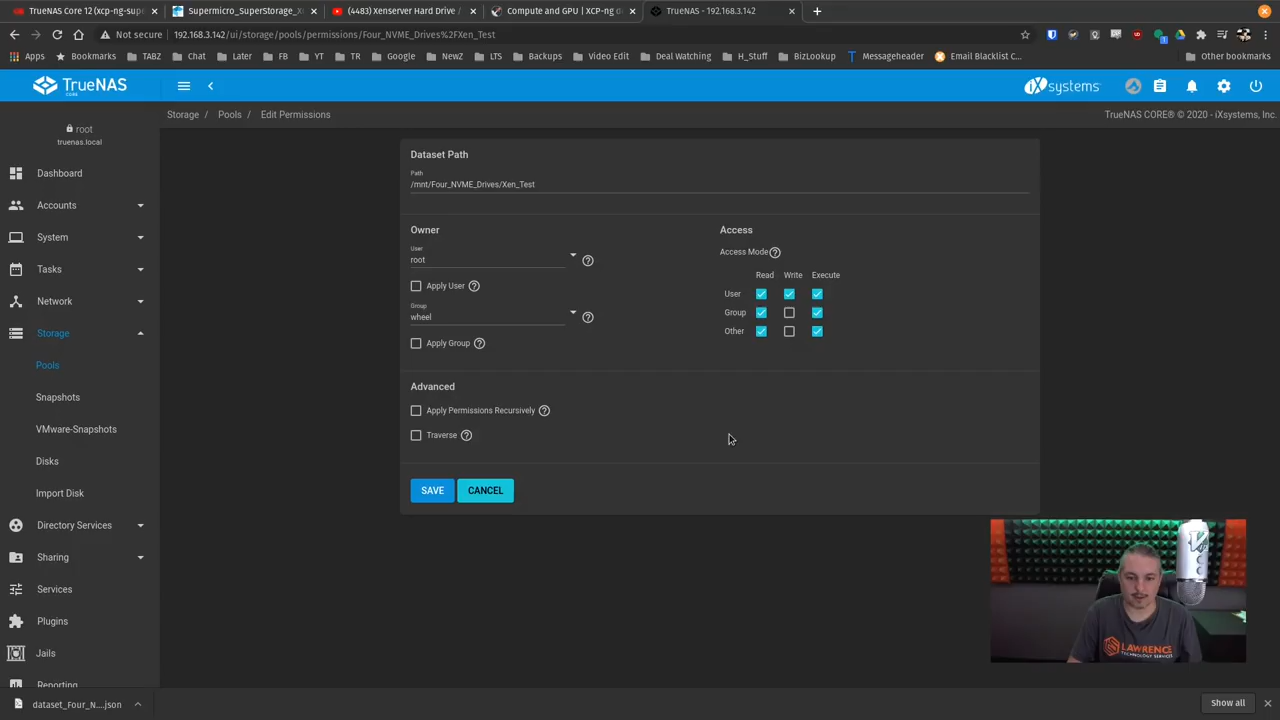 TrueNAS Core 12 (xcp-ng-supe
Supermicro_SuperStorage_X
(4483) Xenserver Hard Drive /
Compute and GPU | XCP-ng d
TrueNAS - 192.168.3.142
Not secure 192.168.3.142/ui/storage/pools/permissions/Four_NVME_Drives%2FXen_Test
Apps Bookmarks TABZ Chat Later FB YT TR Google NewZ LTS Backups Video Edit Deal Watching H_Stuff BizLookup Messageheader Email Blacklist C... Other bookmarks
TrueNAS CORE
iXsystems
Storage / Pools / Edit Permissions
TrueNAS CORE® © 2020 - iXsystems, Inc.
root
truenas.local
Dashboard
Accounts
System
Tasks
Network
Storage
Pools
Snapshots
VMware-Snapshots
Disks
Import Disk
Directory Services
Sharing
Services
Plugins
Jails
Reporting
Dataset Path
Path
/mnt/Four_NVME_Drives/Xen_Test
Owner
User
root
Apply User
Group
wheel
Apply Group
Access
Access Mode
Read Write Execute
User
Group
Other
Advanced
Apply Permissions Recursively
Traverse
SAVE CANCEL
LAWRENCE
TECHNOLOGY SERVICES
dataset_Four_N....json
Show all